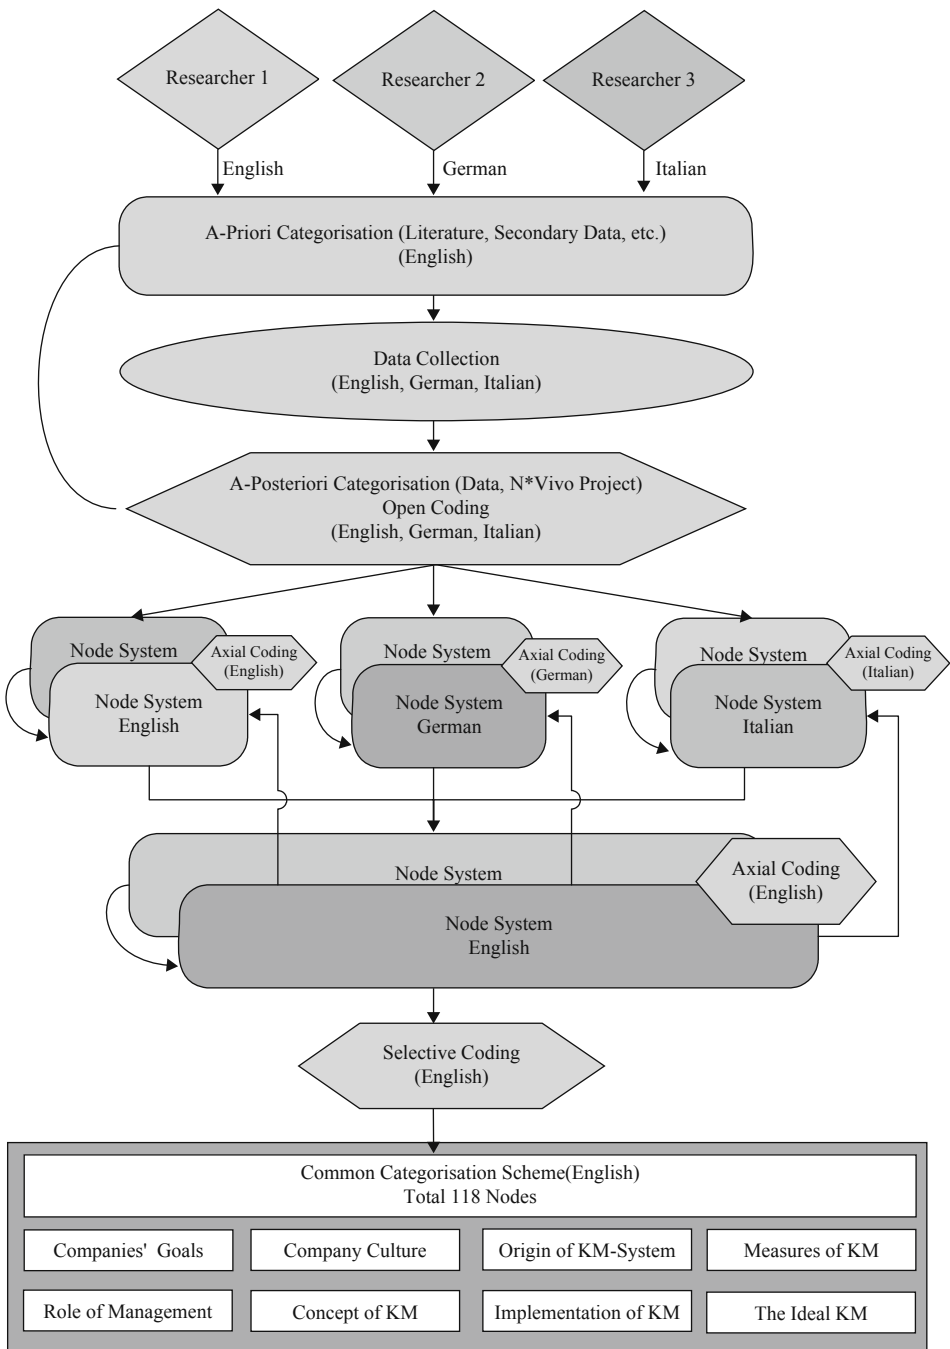 Researcher 1
Researcher 2
Researcher 3
English
German
Italian
A-Priori Categorisation (Literature, Secondary Data, etc.)
(English)
Data Collection
(English, German, Italian)
A-Posteriori Categorisation (Data, N*Vivo Project)
Open Coding
(English, German, Italian)
Node System
Axial Coding
(English)
Node System
English
Node System
Axial Coding
(German)
Node System
German
Node System
Axial Coding
(Italian)
Node System
Italian
Node System
Axial Coding
(English)
Node System
English
Selective Coding
(English)
Common Categorisation Scheme(English)
Total 118 Nodes
Companies' Goals
Company Culture
Origin of KM-System
Measures of KM
Role of Management
Concept of KM
Implementation of KM
The Ideal KM